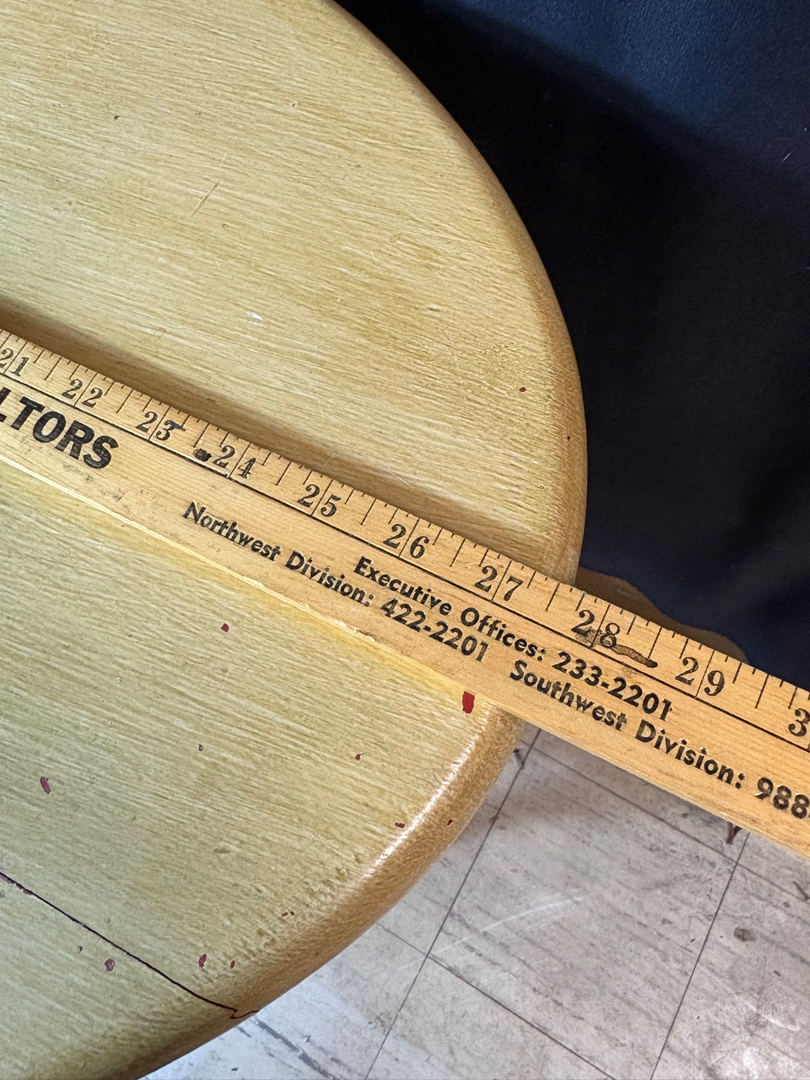 21 22 23 24 25 26 27 28 29
LTORS
Northwest Division: 422-2201
Executive Offices: 233-2201
Southwest Division: 988